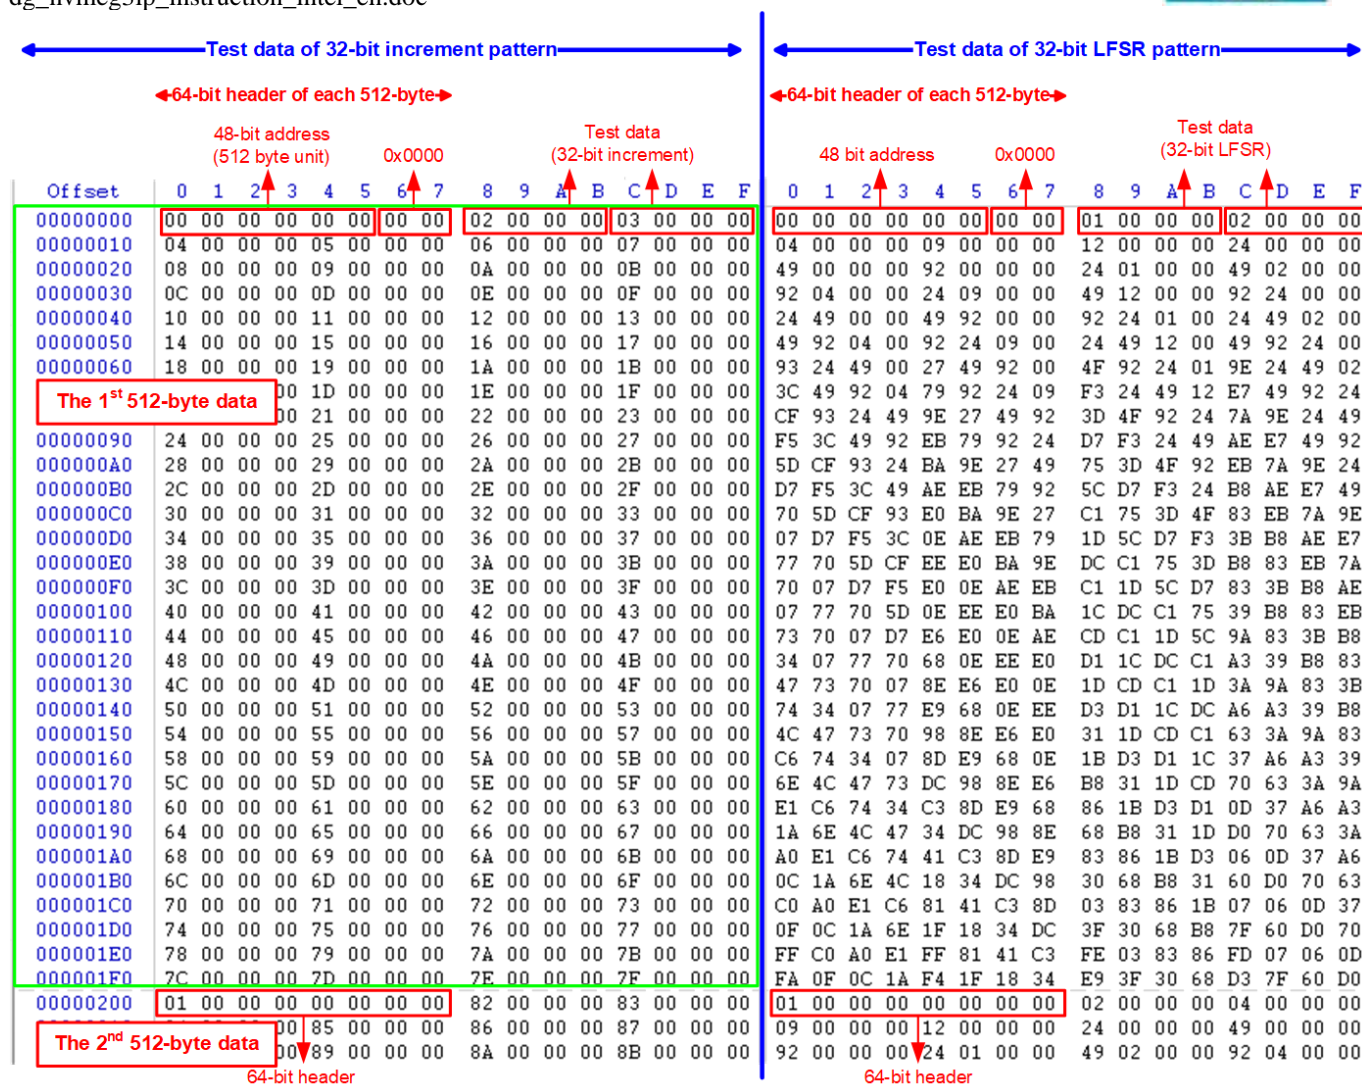 dg_nvmeg3ip_instruction_intel_en.doc
Test data of 32-bit increment pattern Test data of 32-bit LFSR pattern
64-bit header of each 512-byte 64-bit header of each 512-byte
48-bit address (512 byte unit) 0x0000 Test data (32-bit increment) 48 bit address 0x0000 Test data (32-bit LFSR)
Offset 0 1 2 3 4 5 6 7 8 9 A B C D E F 0 1 2 3 4 5 6 7 8 9 A B C D E F
00000000 00 00 00 00 00 00 00 00 02 00 00 00 03 00 00 00 00 00 00 00 00 00 00 00 01 00 00 00 02 00 00 00
00000010 04 00 00 00 05 00 00 00 06 00 00 00 07 00 00 00 04 00 00 00 09 00 00 00 12 00 00 00 24 00 00 00
00000020 08 00 00 00 09 00 00 00 0A 00 00 00 0B 00 00 00 49 00 00 00 92 00 00 00 24 01 00 00 49 02 00 00
00000030 0C 00 00 00 0D 00 00 00 0E 00 00 00 0F 00 00 00 92 04 00 00 24 09 00 00 49 12 00 00 92 24 00 00
00000040 10 00 00 00 11 00 00 00 12 00 00 00 13 00 00 00 24 49 00 00 49 92 00 00 92 24 01 00 24 49 02 00
00000050 14 00 00 00 15 00 00 00 16 00 00 00 17 00 00 00 49 92 04 00 92 24 09 00 24 49 12 00 49 92 24 00
00000060 18 00 00 00 19 00 00 00 1A 00 00 00 1B 00 00 00 93 24 49 00 27 49 92 00 4F 92 24 01 9E 24 49 02
The 1st 512-byte data
00 1D 00 00 00 1E 00 00 00 1F 00 00 00 3C 49 92 04 79 92 24 09 F3 24 49 12 E7 49 92 24
00 21 00 00 00 22 00 00 00 23 00 00 00 CF 93 24 49 9E 27 49 92 3D 4F 92 24 7A 9E 24 49
00000090 24 00 00 00 25 00 00 00 26 00 00 00 27 00 00 00 F5 3C 49 92 EB 79 92 24 D7 F3 24 49 AE E7 49 92
000000A0 28 00 00 00 29 00 00 00 2A 00 00 00 2B 00 00 00 5D CF 93 24 BA 9E 27 49 75 3D 4F 92 EB 7A 9E 24
000000B0 2C 00 00 00 2D 00 00 00 2E 00 00 00 2F 00 00 00 D7 F5 3C 49 AE EB 79 92 5C D7 F3 24 B8 AE E7 49
000000C0 30 00 00 00 31 00 00 00 32 00 00 00 33 00 00 00 70 5D CF 93 E0 BA 9E 27 C1 75 3D 4F 83 EB 7A 9E
000000D0 34 00 00 00 35 00 00 00 36 00 00 00 37 00 00 00 07 D7 F5 3C 0E AE EB 79 1D 5C D7 F3 3B B8 AE E7
000000E0 38 00 00 00 39 00 00 00 3A 00 00 00 3B 00 00 00 77 70 5D CF EE E0 BA 9E DC C1 75 3D B8 83 EB 7A
000000F0 3C 00 00 00 3D 00 00 00 3E 00 00 00 3F 00 00 00 70 07 D7 F5 E0 0E AE EB C1 1D 5C D7 83 3B B8 AE
00000100 40 00 00 00 41 00 00 00 42 00 00 00 43 00 00 00 07 77 70 5D 0E EE E0 BA 1C DC C1 75 39 B8 83 EB
00000110 44 00 00 00 45 00 00 00 46 00 00 00 47 00 00 00 73 70 07 D7 E6 E0 0E AE CD C1 1D 5C 9A 83 3B B8
00000120 48 00 00 00 49 00 00 00 4A 00 00 00 4B 00 00 00 34 07 77 70 68 0E EE E0 D1 1C DC C1 A3 39 B8 83
00000130 4C 00 00 00 4D 00 00 00 4E 00 00 00 4F 00 00 00 47 73 70 07 8E E6 E0 0E 1D CD C1 1D 3A 9A 83 3B
00000140 50 00 00 00 51 00 00 00 52 00 00 00 53 00 00 00 74 34 07 77 E9 68 0E EE D3 D1 1C DC A6 A3 39 B8
00000150 54 00 00 00 55 00 00 00 56 00 00 00 57 00 00 00 4C 47 73 70 98 8E E6 E0 31 1D CD C1 63 3A 9A 83
00000160 58 00 00 00 59 00 00 00 5A 00 00 00 5B 00 00 00 C6 74 34 07 8D E9 68 0E 1B D3 D1 1C 37 A6 A3 39
00000170 5C 00 00 00 5D 00 00 00 5E 00 00 00 5F 00 00 00 6E 4C 47 73 DC 98 8E E6 B8 31 1D CD 70 63 3A 9A
00000180 60 00 00 00 61 00 00 00 62 00 00 00 63 00 00 00 E1 C6 74 34 C3 8D E9 68 86 1B D3 D1 0D 37 A6 A3
00000190 64 00 00 00 65 00 00 00 66 00 00 00 67 00 00 00 1A 6E 4C 47 34 DC 98 8E 68 B8 31 1D D0 70 63 3A
000001A0 68 00 00 00 69 00 00 00 6A 00 00 00 6B 00 00 00 A0 E1 C6 74 41 C3 8D E9 83 86 1B D3 06 0D 37 A6
000001B0 6C 00 00 00 6D 00 00 00 6E 00 00 00 6F 00 00 00 0C 1A 6E 4C 18 34 DC 98 30 68 B8 31 60 D0 70 63
000001C0 70 00 00 00 71 00 00 00 72 00 00 00 73 00 00 00 C0 A0 E1 C6 81 41 C3 8D 03 83 86 1B 07 06 0D 37
000001D0 74 00 00 00 75 00 00 00 76 00 00 00 77 00 00 00 0F 0C 1A 6E 1F 18 34 DC 3F 30 68 B8 7F 60 D0 70
000001E0 78 00 00 00 79 00 00 00 7A 00 00 00 7B 00 00 00 FF C0 A0 E1 FF 81 41 C3 FE 03 83 86 FD 07 06 0D
000001F0 7C 00 00 00 7D 00 00 00 7E 00 00 00 7F 00 00 00 FA 0F 0C 1A F4 1F 18 34 E9 3F 30 68 D3 7F 60 D0
00000200 01 00 00 00 00 00 00 00 82 00 00 00 83 00 00 00 01 00 00 00 00 00 00 00 02 00 00 00 04 00 00 00
The 2nd 512-byte data
00 85 00 00 00 86 00 00 00 87 00 00 00 09 00 00 00 12 00 00 00 24 00 00 00 49 00 00 00
00 89 00 00 00 8A 00 00 00 8B 00 00 00 92 00 00 00 24 01 00 00 49 02 00 00 92 04 00 00
64-bit header 64-bit header